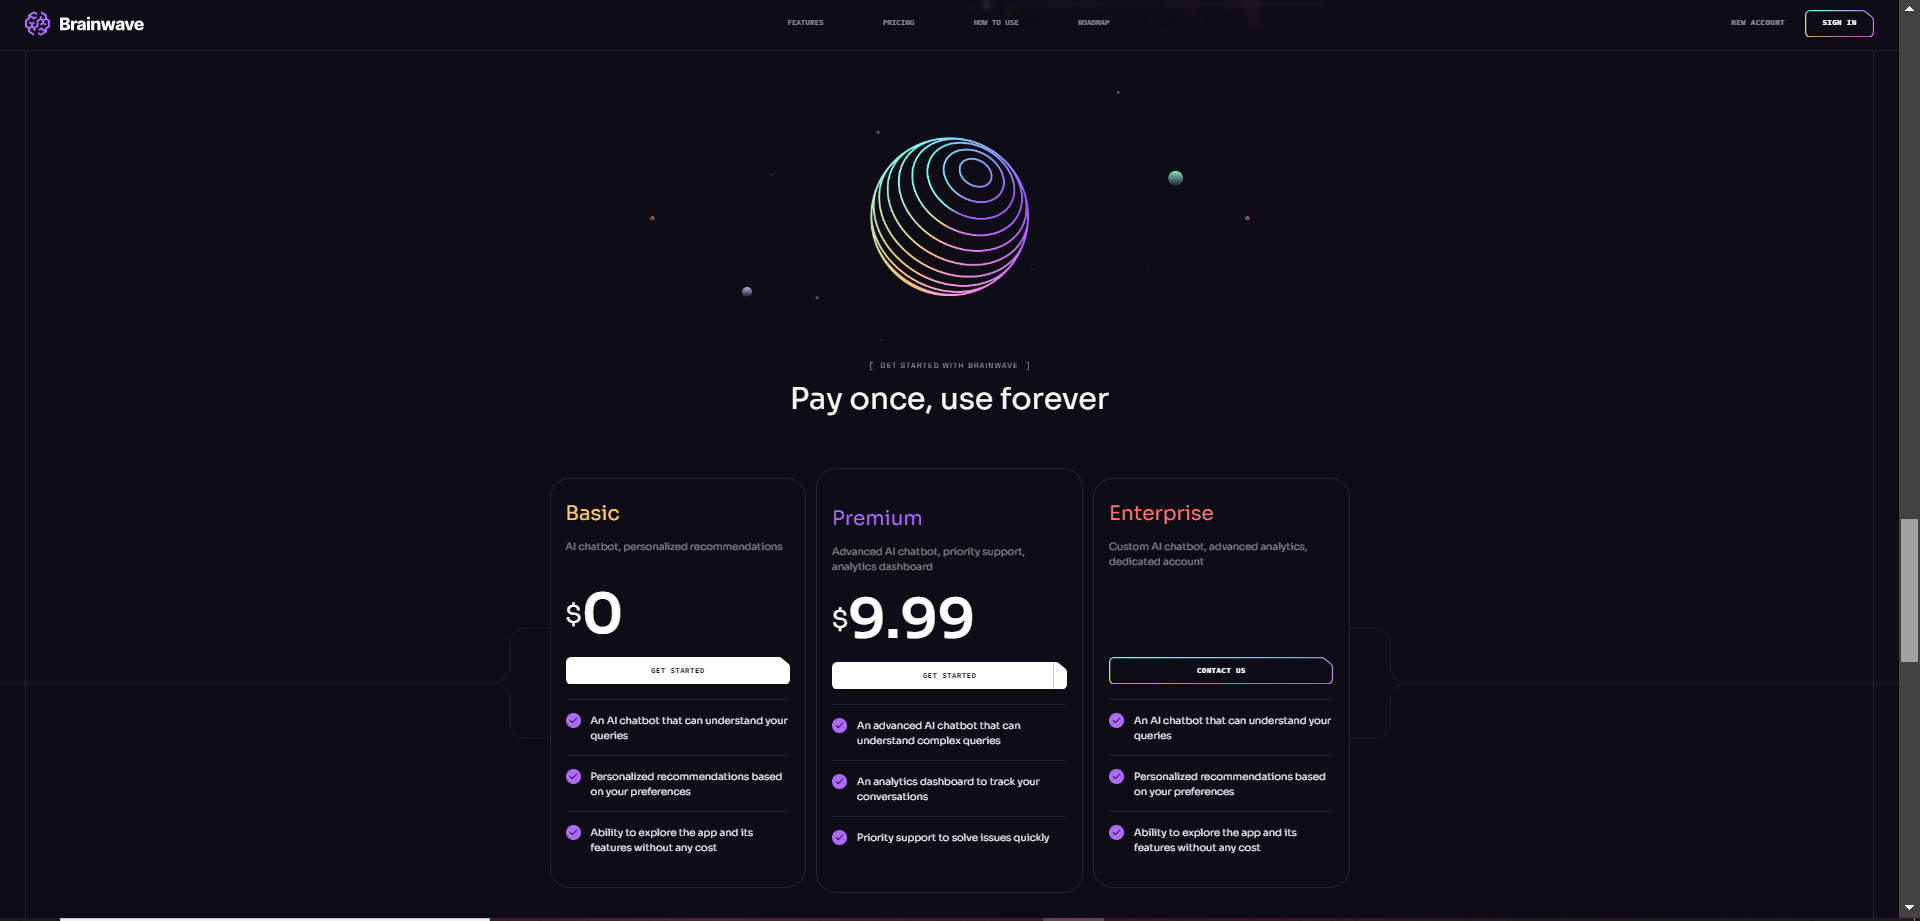 Brainwave
FEATURES
PRICING
HOW TO USE
ROADMAP
NEW ACCOUNT
SIGN IN
[ GET STARTED WITH BRAINWAVE ]
Pay once, use forever
Basic
AI chatbot, personalized recommendations
$0
GET STARTED
An AI chatbot that can understand your
queries
Personalized recommendations based
on your preferences
Ability to explore the app and its
features without any cost
Premium
Advanced AI chatbot, priority support,
analytics dashboard
$9.99
GET STARTED
An advanced AI chatbot that can
understand complex queries
An analytics dashboard to track your
conversations
Priority support to solve issues quickly
Enterprise
Custom AI chatbot, advanced analytics,
dedicated account
CONTACT US
An AI chatbot that can understand your
queries
Personalized recommendations based
on your preferences
Ability to explore the app and its
features without any cost